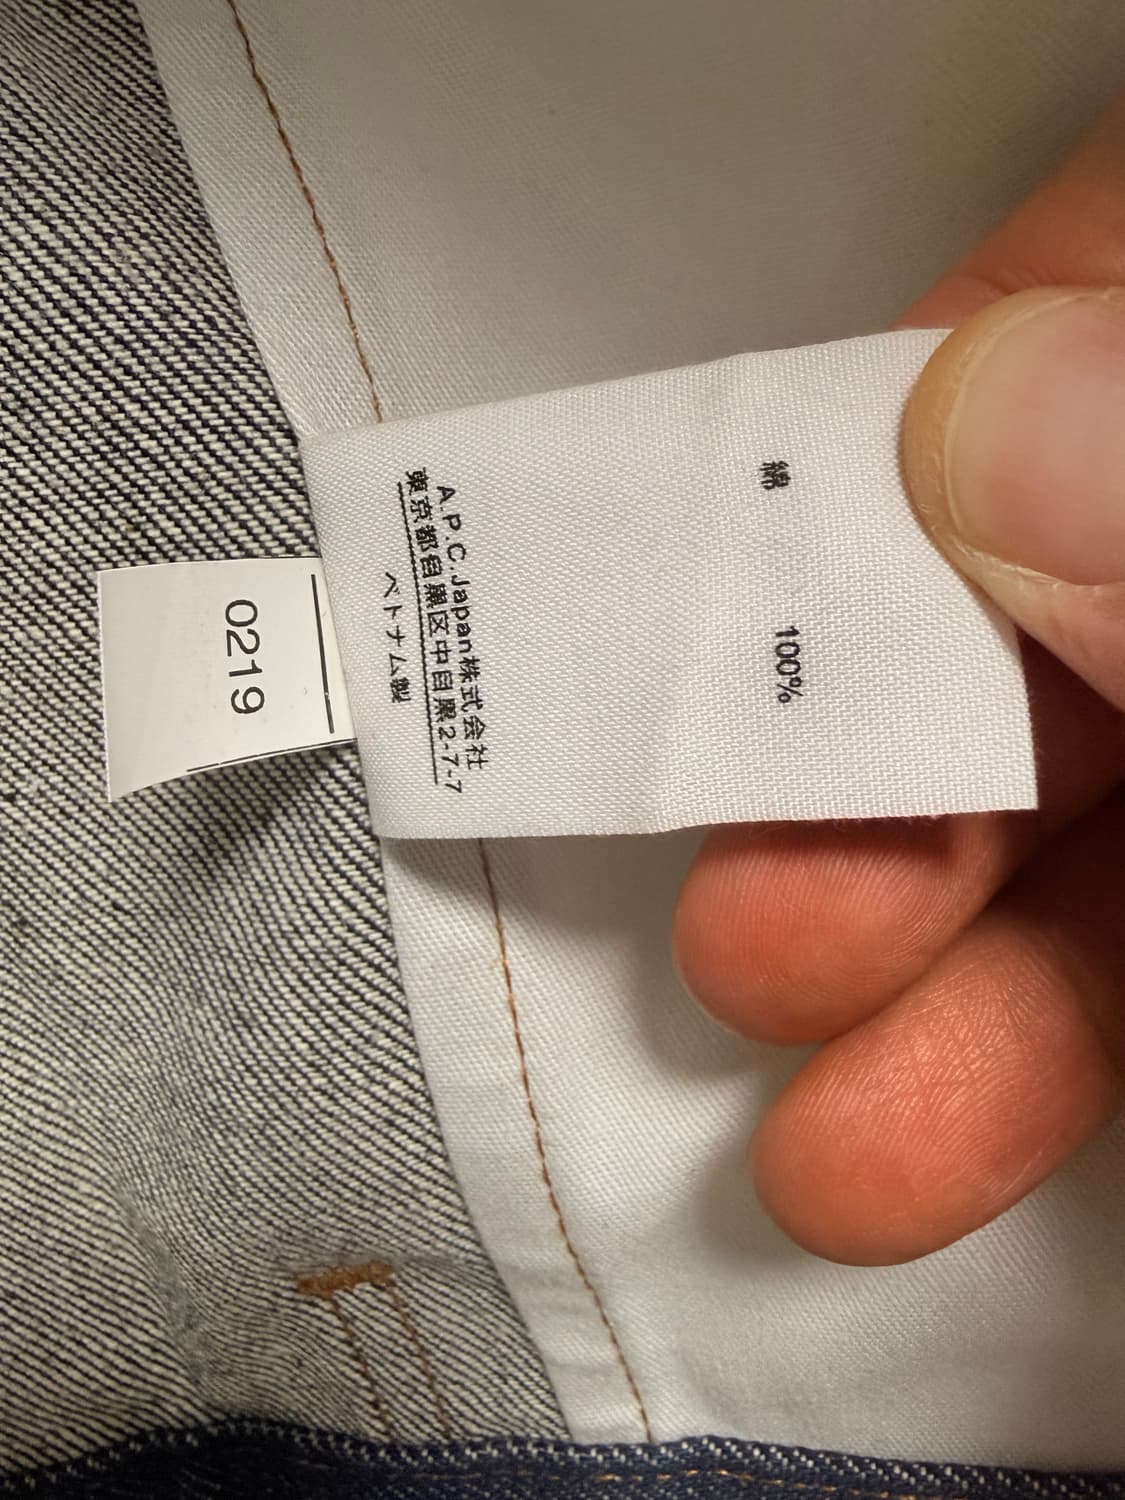 綿 100%
A.P.C.Japan株式会社
東京都目黒区中目黒2-7-7
ベトナム製
0219